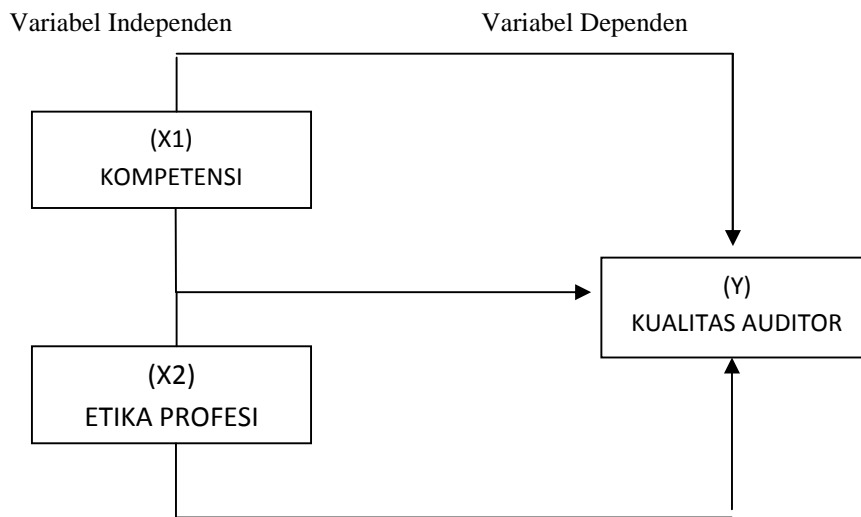 Variabel Independen Variabel Dependen
(X1)
KOMPETENSI
(Y)
KUALITAS AUDITOR
(X2)
ETIKA PROFESI